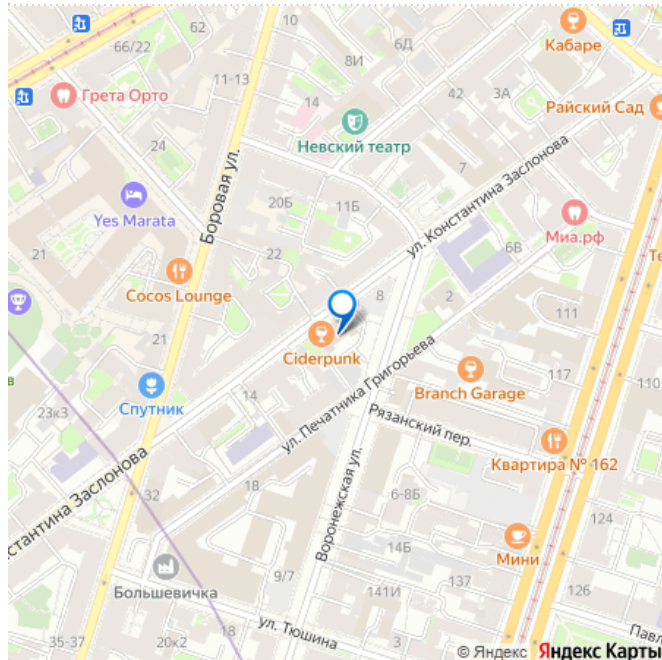 10
66/22
6Д
8И
Кабаре
11-13
Грета Орто
14
42
3А
Райский Сад
Невский театр
24
7
Боровая ул.
ул. Константина Заслонова
Yes Marata
20Б
11Б
Миа.рф
6В
21
22
21
Те
Cocos Lounge
8
2
111
Ciderpunk
117
110
Branch Garage
ул. Печатника Григорьева
Спутник
14
23к3
Рязанский пер.
Квартира № 162
нстантина Заслонова
32
18
Воронежская ул.
6-8Б
124
Мини
14Б
9/7
Большевичка
141И
137
126
ул. Тюшина
35-37
20к2
18
3
Павл
© Яндекс Яндекс Карты